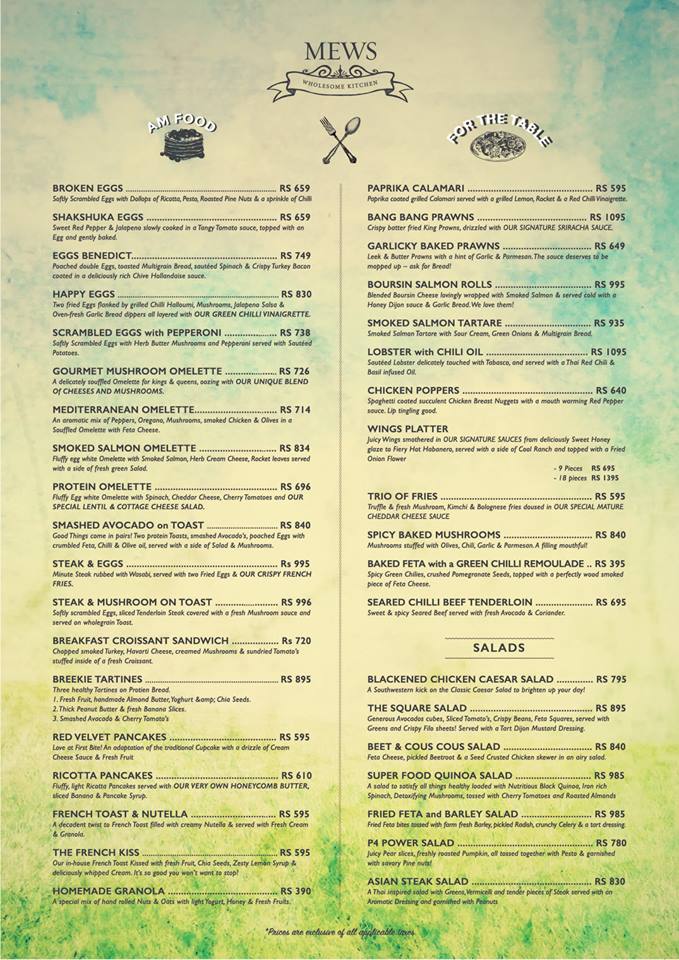 MEWS
WHOLESOME KITCHEN
AM FOOD
BROKEN EGGS ........ RS 659
Softly Scrambled Eggs with Dollops of Ricotta, Pesto, Roasted Pine Nuts & a sprinkle of Chilli
SHAKSHUKA EGGS ........ RS 659
Sweet Red Pepper & Jalapeno slowly cooked in a Tangy Tomato sauce, topped with an
Egg and gently baked.
EGGS BENEDICT........ RS 749
Poached double Eggs, toasted Multigrain Bread, sautéed Spinach & Crispy Turkey Bacon
coated in a deliciously rich Chive Hollandaise sauce.
HAPPY EGGS ........ RS 830
Two fried Eggs flanked by grilled Chilli Halloumi, Mushrooms, Jalapeno Salsa &
Oven-fresh Garlic Bread dippers all layered with OUR GREEN CHILLI VINAIGRETTE.
SCRAMBLED EGGS with PEPPERONI ........ RS 738
Softly Scrambled Eggs with Herb Butter Mushrooms and Pepperoni served with Sautéed
Potatoes.
GOURMET MUSHROOM OMELETTE ........ RS 726
A delicately souffled Omelette for kings & queens, oozing with OUR UNIQUE BLEND
OF CHEESES AND MUSHROOMS.
MEDITERRANEAN OMELETTE........ RS 714
An aromatic mix of Peppers, Oregano, Mushrooms, smoked Chicken & Olives in a
Souffled Omelette with Feta Cheese.
SMOKED SALMON OMELETTE ........ RS 834
Fluffy egg white Omelette with Smoked Salmon, Herb Cream Cheese, Rocket leaves served
with a side of fresh green Salad.
PROTEIN OMELETTE ........ RS 696
Fluffy Egg white Omelette with Spinach, Cheddar Cheese, Cherry Tomatoes and OUR
SPECIAL LENTIL & COTTAGE CHEESE SALAD.
SMASHED AVOCADO on TOAST ........ RS 840
Good Things come in pairs! Two protein Toasts, smashed Avocado's, poached Eggs with
crumbled Feta, Chilli & Olive oil, served with a side of Salad & Mushrooms.
STEAK & EGGS ........ Rs 995
Minute Steak rubbed with Wasabi, served with two Fried Eggs & OUR CRISPY FRENCH
FRIES.
STEAK & MUSHROOM ON TOAST ........ RS 996
Softly scrambled Eggs, sliced Tenderloin Steak covered with a fresh Mushroom sauce and
served on wholegrain Toast.
BREAKFAST CROISSANT SANDWICH ........ Rs 720
Chopped smoked Turkey, Havarti Cheese, creamed Mushrooms & sundried Tomato's
stuffed inside of a fresh Croissant.
BREEKIE TARTINES ........ RS 895
Three healthy Tartines on Protien Bread.
1. Fresh Fruit, handmade Almond Butter, Yoghurt &amp; Chia Seeds.
2. Thick Peanut Butter & fresh Banana Slices.
3. Smashed Avocado & Cherry Tomato's
RED VELVET PANCAKES ........ RS 595
Love at First Bite! An adaptation of the traditional Cupcake with a drizzle of Cream
Cheese Sauce & Fresh Fruit
RICOTTA PANCAKES ........ RS 610
Fluffy, light Ricotta Pancakes served with OUR VERY OWN HONEYCOMB BUTTER,
sliced Banana & Pancake Syrup.
FRENCH TOAST & NUTELLA ........ RS 595
A decadent twist to French Toast filled with creamy Nutella & served with Fresh Cream
& Granola.
THE FRENCH KISS ........ RS 595
Our in-house French Toast Kissed with fresh Fruit, Chia Seeds, Zesty Lemon Syrup &
deliciously whipped Cream. It's so good you won't want to stop!
HOMEMADE GRANOLA ........ RS 390
A special mix of hand rolled Nuts & Oats with light Yogurt, Honey & Fresh Fruits.
FOR THE TABLE
PAPRIKA CALAMARI ........ RS 595
Paprika coated grilled Calamari served with a grilled Lemon, Rocket & a Red Chilli Vinaigrette.
BANG BANG PRAWNS ........ RS 1095
Crispy batter fried King Prawns, drizzled with OUR SIGNATURE SRIRACHA SAUCE.
GARLICKY BAKED PRAWNS ........ RS 649
Leek & Butter Prawns with a hint of Garlic & Parmesan. The sauce deserves to be
mopped up – ask for Bread!
BOURSIN SALMON ROLLS ........ RS 995
Blended Boursin Cheese lovingly wrapped with Smoked Salmon & served cold with a
Honey Dijon sauce & Garlic Bread. We love them!
SMOKED SALMON TARTARE ........ RS 935
Smoked Salmon Tartare with Sour Cream, Green Onions & Multigrain Bread.
LOBSTER with CHILI OIL ........ RS 1095
Sautéed Lobster delicately touched with Tabasco, and served with a Thai Red Chili &
Basil infused Oil.
CHICKEN POPPERS ........ RS 640
Spaghetti coated succulent Chicken Breast Nuggets with a mouth warming Red Pepper
sauce. Lip tingling good.
WINGS PLATTER
Juicy Wings smothered in OUR SIGNATURE SAUCES from deliciously Sweet Honey
glaze to Fiery Hot Habanero, served with a side of Cool Ranch and topped with a Fried
Onion Flower
- 9 Pieces RS 695
- 18 pieces RS 1395
TRIO OF FRIES ........ RS 595
Truffle & fresh Mushroom, Kimchi & Bolognese fries doused in OUR SPECIAL MATURE
CHEDDAR CHEESE SAUCE
SPICY BAKED MUSHROOMS ........ RS 840
Mushrooms stuffed with Olives, Chili, Garlic & Parmesan. A filling mouthful!
BAKED FETA with a GREEN CHILLI REMOULADE .. RS 395
Spicy Green Chilies, crushed Pomegranate Seeds, topped with a perfectly wood smoked
piece of Feta Cheese.
SEARED CHILLI BEEF TENDERLOIN ........ RS 695
Sweet & spicy Seared Beef served with fresh Avocado & Coriander.
SALADS
BLACKENED CHICKEN CAESAR SALAD ........ RS 795
A Southwestern kick on the Classic Caesar Salad to brighten up your day!
THE SQUARE SALAD ........ RS 895
Generous Avocados cubes, Sliced Tomato's, Crispy Beans, Feta Squares, served with
Greens and Crispy Filo sheets! Served with a Tart Dijon Mustard Dressing.
BEET & COUS COUS SALAD ........ RS 840
Feta Cheese, pickled Beetroot & a Seed Crusted Chicken skewer in an airy salad.
SUPER FOOD QUINOA SALAD ........ RS 985
A salad to satisfy all things healthy loaded with Nutritious Black Quinoa, Iron rich
Spinach, Detoxifying Mushrooms, tossed with Cherry Tomatoes and Roasted Almonds
FRIED FETA and BARLEY SALAD ........ RS 985
Fried Feta bites tossed with farm fresh Barley, pickled Radish, crunchy Celery & a tart dressing.
P4 POWER SALAD ........ RS 780
Juicy Pear slices, freshly roasted Pumpkin, all tossed together with Pesto & garnished
with savory Pine nuts!
ASIAN STEAK SALAD ........ RS 830
A Thai inspired salad with Greens, Vermicelli and tender pieces of Steak served with an
Aromatic Dressing and garnished with Peanuts
*Prices are exclusive of all applicable taxes.